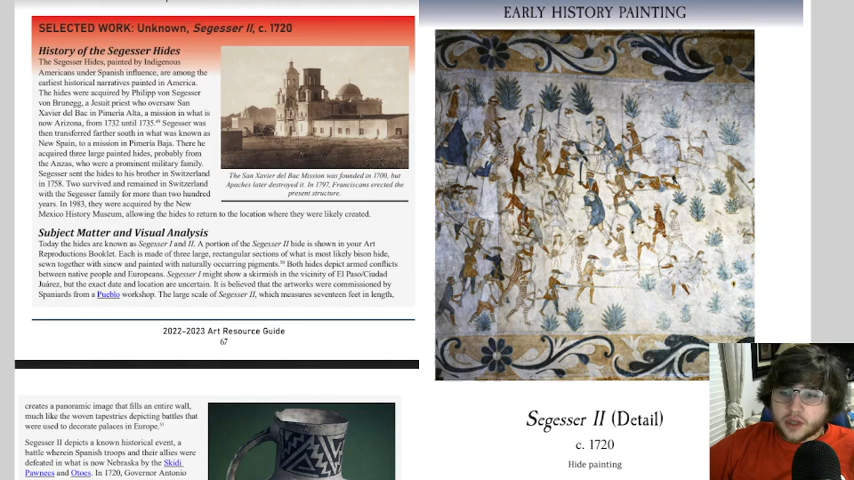 SELECTED WORK: Unknown, Segesser II, c. 1720
History of the Segesser Hides
The Segesser Hides, painted by Indigenous
Americans under Spanish influence, are among the
earliest historical narratives painted in America.
The hides were acquired by Philipp von Segesser
von Brunegg, a Jesuit priest who oversaw San
Xavier del Bac in Pimería Alta, a mission in what is
now Arizona, from 1732 until 1735.⁴⁹ Segesser was
then transferred farther south in what was known as
New Spain, to a mission in Pimería Baja. There he
acquired three large painted hides, probably from
the Anzas, who were a prominent military family.
Segesser sent the hides to his brother in Switzerland
in 1758. Two survived and remained in Switzerland
with the Segesser family for more than two hundred
years. In 1983, they were acquired by the New
Mexico History Museum, allowing the hides to return to the location where they were likely created.
The San Xavier del Bac Mission was founded in 1700, but
Apaches later destroyed it. In 1797, Franciscans erected the
present structure.
Subject Matter and Visual Analysis
Today the hides are known as Segesser I and II. A portion of the Segesser II hide is shown in your Art
Reproductions Booklet. Each is made of three large, rectangular sections of what is most likely bison hide,
sewn together with sinew and painted with naturally occurring pigments.⁵⁰ Both hides depict armed conflicts
between native people and Europeans. Segesser I might show a skirmish in the vicinity of El Paso/Ciudad
Juárez, but the exact date and location are uncertain. It is believed that the artworks were commissioned by
Spaniards from a Pueblo workshop. The large scale of Segesser II, which measures seventeen feet in length,
2022–2023 Art Resource Guide
67
creates a panoramic image that fills an entire wall,
much like the woven tapestries depicting battles that
were used to decorate palaces in Europe.⁵¹
Segesser II depicts a known historical event, a
battle wherein Spanish troops and their allies were
defeated in what is now Nebraska by the Skidi
Pawnees and Otoes. In 1720, Governor Antonio
EARLY HISTORY PAINTING
Segesser II (Detail)
c. 1720
Hide painting